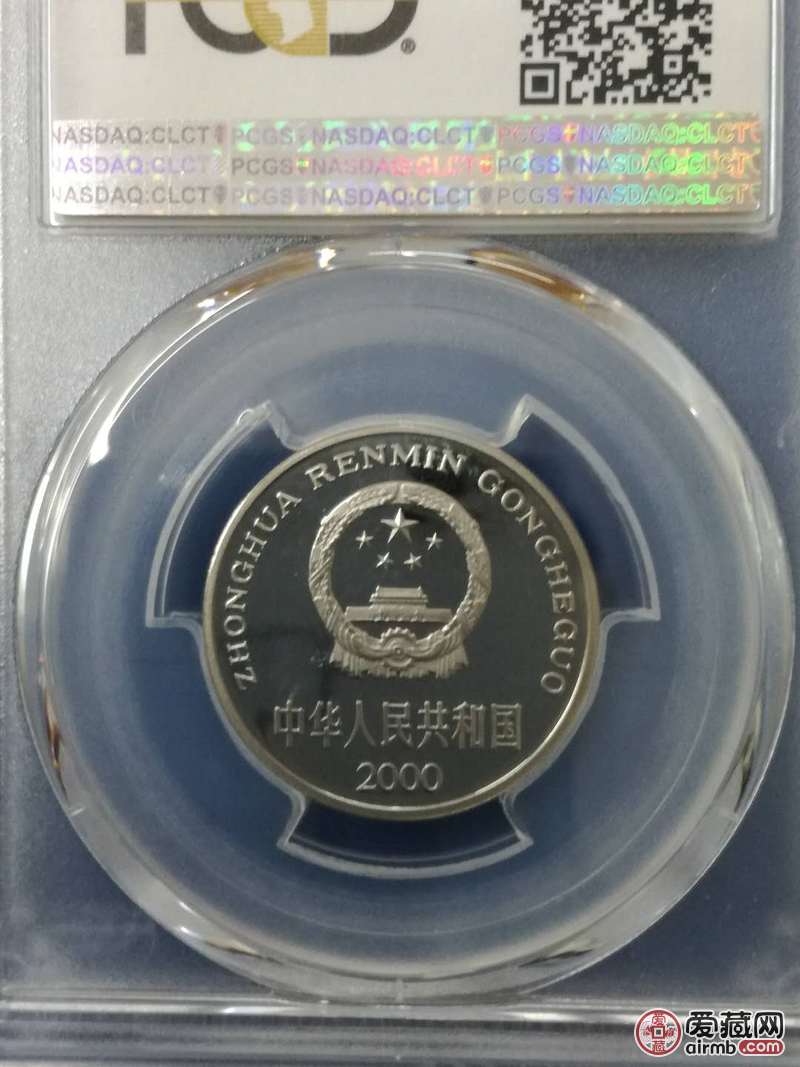 PCGS®
NASDAQ:CLCT PCGS NASDAQ:CLCT PCGS NASDAQ:CLCT
NASDAQ:CLCT PCGS NASDAQ:CLCT PCGS NASDAQ:CLCT
NASDAQ:CLCT PCGS NASDAQ:CLCT PCGS NASDAQ:CLCT
ZHONGHUA RENMIN GONGHEGUO
中华人民共和国
2000
爱藏网
airmb.com